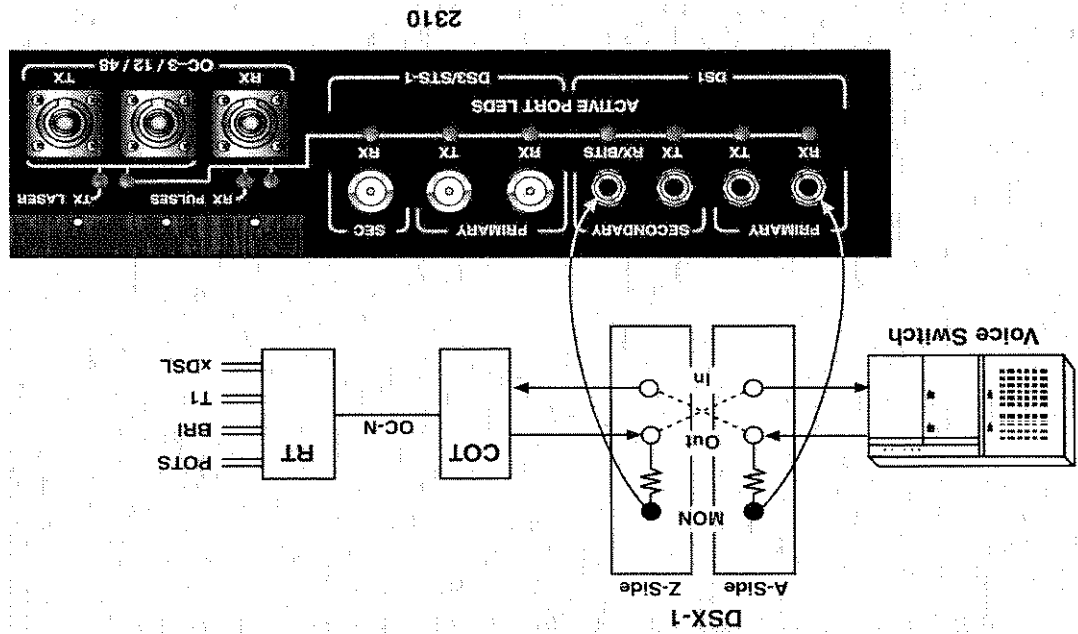 DSX-1
A-Side Z-Side
MON
Out
In
Voice Switch
COT
OC-N
RT
POTS
BRI
T1
xDSL
PRIMARY SECONDARY PRIMARY SEC
RX TX TX RX/BITS RX TX RX
ACTIVE PORT LEDS
DS1 DS3/STS-1
RX PULSES TX LASER
RX TX
OC-3 / 12 / 48
2310